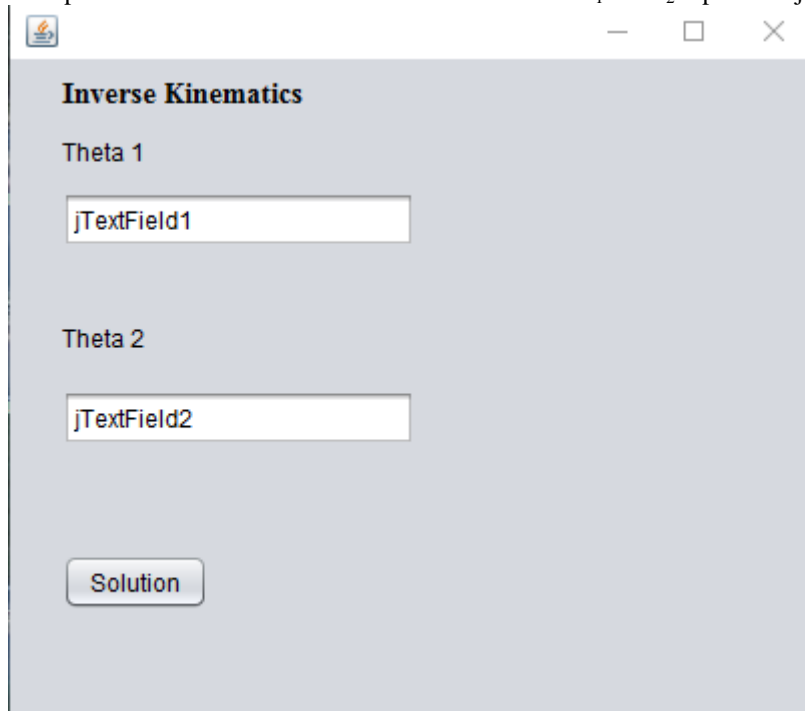 Inverse Kinematics
Theta 1
jTextField1
Theta 2
jTextField2
Solution